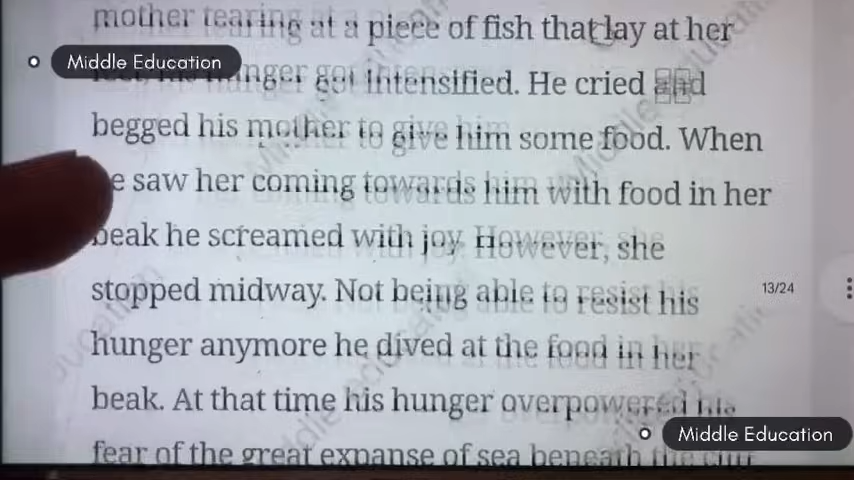 mother tearing at a piece of fish that lay at her
Middle Education
hunger got intensified. He cried and
begged his mother to give him some food. When
saw her coming towards him with food in her
beak he screamed with joy. However, she
stopped midway. Not being able to resist his
13/24
hunger anymore he dived at the food in her
beak. At that time his hunger overpowered his
Middle Education
fear of the great expanse of sea beneath the cliff